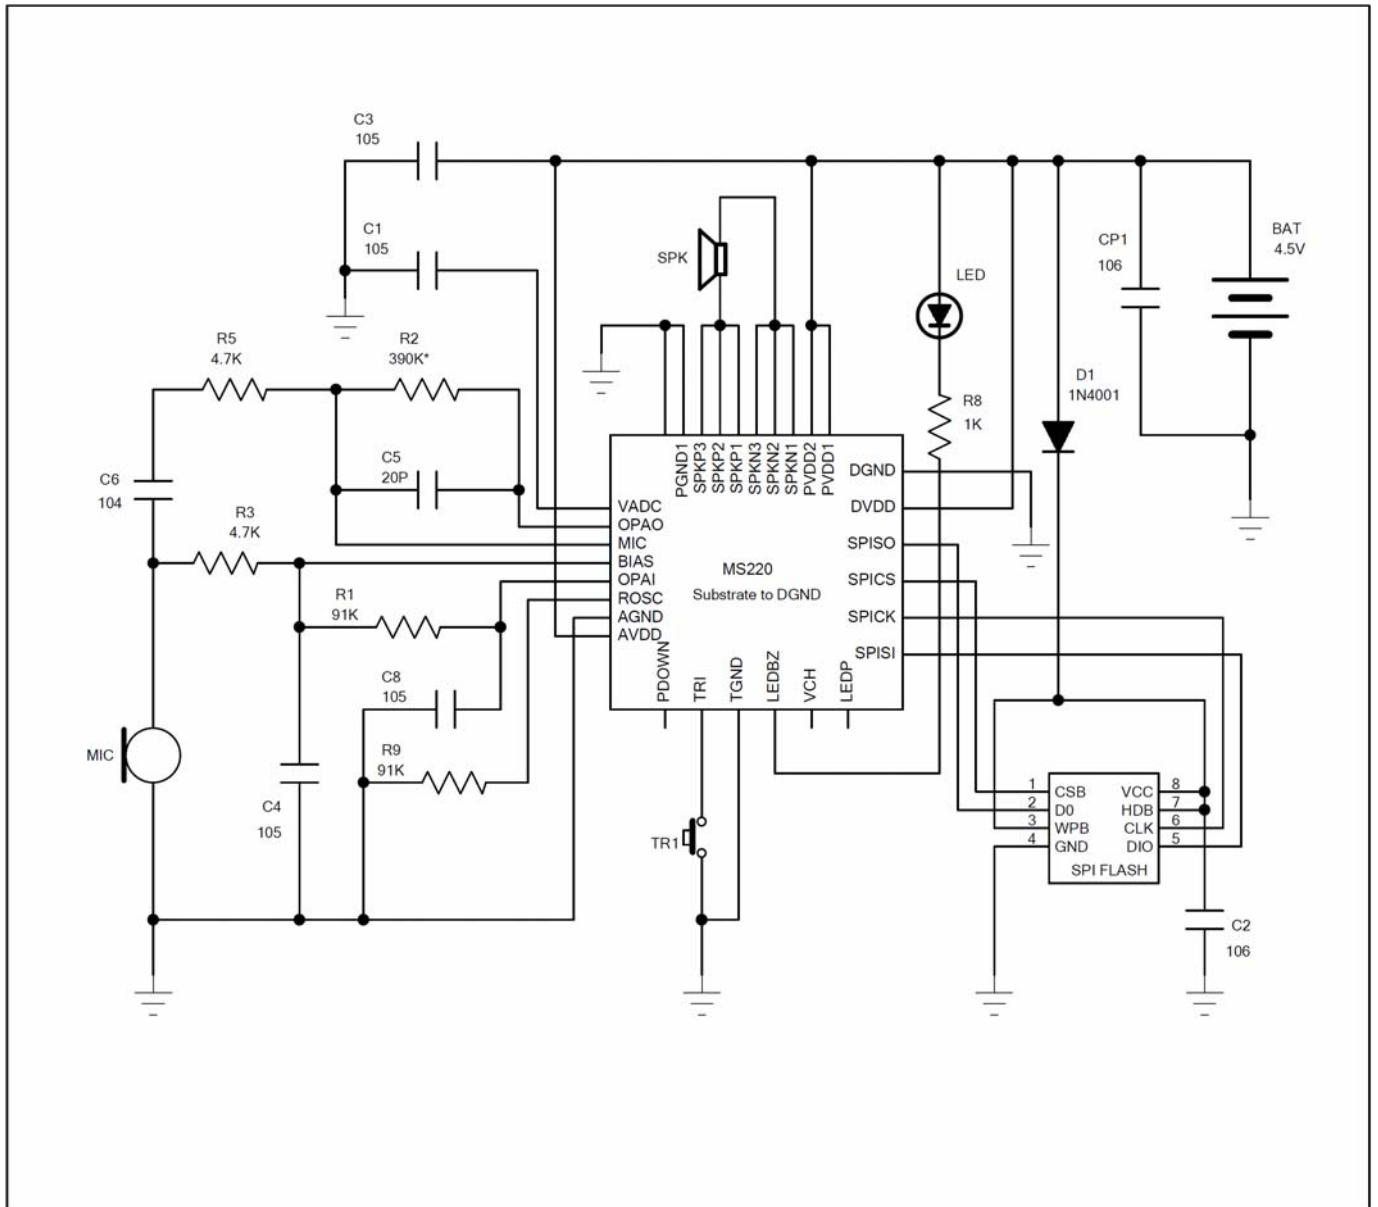 C3
105
C1
105
SPK
LED
CP1
106
BAT
4.5V
R5
4.7K
R2
390K*
D1
1N4001
R8
1K
C5
20P
C6
104
R3
4.7K
PGND1
SPKP3
SPKP2
SPKP1
SPKN3
SPKN2
SPKN1
PVDD2
PVDD1
VADC
OPAO
MIC
BIAS
OPAI
ROSC
AGND
AVDD
MS220
Substrate to DGND
DGND
DVDD
SPISO
SPICS
SPICK
SPISI
PDOWN
TRI
TGND
LEDBZ
VCH
LEDP
R1
91K
C8
105
R9
91K
MIC
C4
105
TR1
1
2
3
4
CSB
D0
WPB
GND
VCC
HDB
CLK
DIO
8
7
6
5
SPI FLASH
C2
106